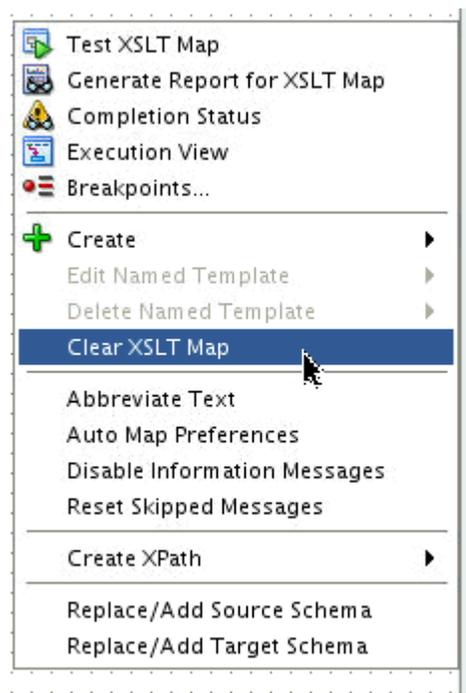 Test XSLT Map
Generate Report for XSLT Map
Completion Status
Execution View
Breakpoints...
Create
Edit Named Template
Delete Named Template
Clear XSLT Map
Abbreviate Text
Auto Map Preferences
Disable Information Messages
Reset Skipped Messages
Create XPath
Replace/Add Source Schema
Replace/Add Target Schema